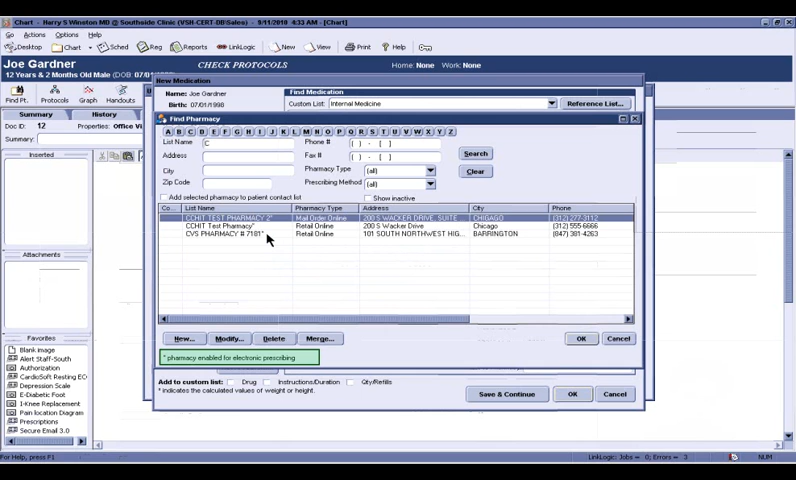 Chart - Harry S Winston MD @ Southside Clinic (VSH-CERT-DB\Sales) - 9/11/2010 4:33 AM - [Chart]
Go Actions Options Help
Desktop Chart Sched Reg Reports LinkLogic New View Print Help
Joe Gardner CHECK PROTOCOLS Home: None Work: None
12 Years & 2 Months Old Male (DOB: 07/01
Find Pt. Protocols Graph Handouts
Summary History
Doc ID: 12 Properties: Office Vi
Summary:
Inserted
Attachments
Favorites
Blank image
Alert Staff-South
Authorization
CardioSoft Resting EC
Depression Scale
E-Diabetic Foot
I-Knee Replacement
Pain location Diagram
Prescriptions
Secure Email 3.0
New Medication
Name: Joe Gardner
Birth: 07/01/1998
Find Medication
Custom List: Internal Medicine
Reference List...
Find Pharmacy
A B C D E F G H I J K L M N O P Q R S T U V W X Y Z
List Name C Phone # ( ) - [ ]
Address Fax # ( ) - [ ] Search
City Pharmacy Type (all) Clear
Zip Code Prescribing Method (all)
Add selected pharmacy to patient contact list Show inactive
Co... List Name Pharmacy Type Address City Phone
CCHIT TEST PHARMACY 2* Mail Order Online 200 S WACKER DRIVE, SUITE ... CHIGAGO (312) 277-3112
CCHIT Test Pharmacy* Retail Online 200 S Wacker Drive Chicago (312) 555-6666
CVS PHARMACY # 7181* Retail Online 101 SOUTH NORTHWEST HIG... BARRINGTON (847) 381-4263
New... Modify... Delete Merge... OK Cancel
* pharmacy enabled for electronic prescribing
Add to custom list: Drug Instructions/Duration Qty/Refills
* indicates the calculated values of weight or height.
Save & Continue OK Cancel
For Help, press F1 LinkLogic: Jobs = 0; Errors = 3 NUM